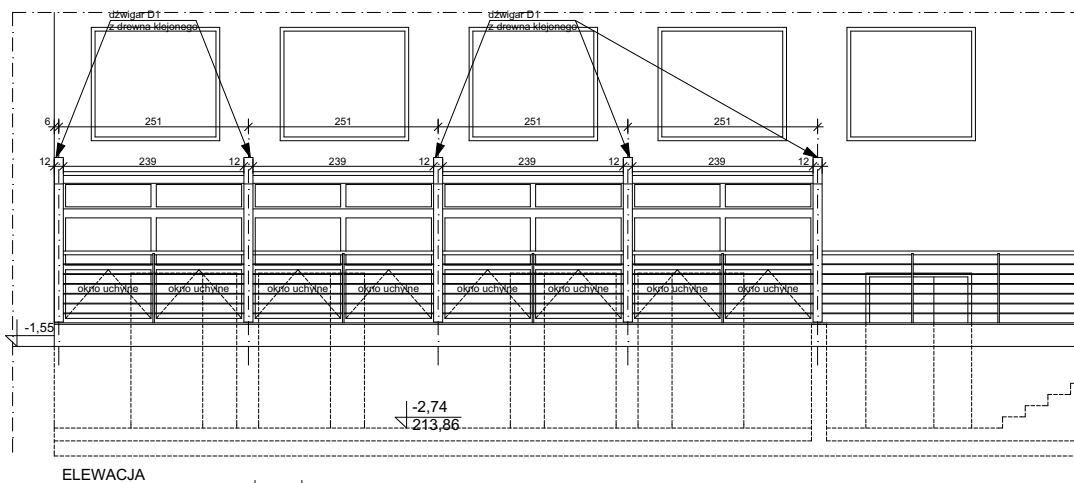 dźwigar D1
z drewna klejonego
dźwigar D1
z drewna klejonego
6 251 251 251 251
12 239 12 239 12 239 12 239 12
okno uchylne okno uchylne okno uchylne okno uchylne okno uchylne okno uchylne okno uchylne okno uchylne
-1,55
-2,74
213,86
ELEWACJA